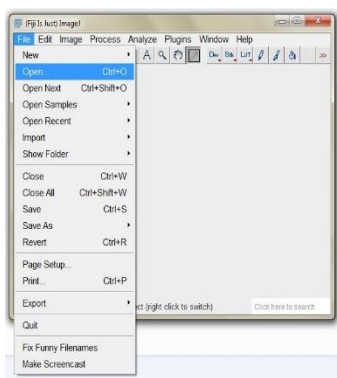 (Fiji Is Just) ImageJ
File Edit Image Process Analyze Plugins Window Help
A Dev Stk LUT >>
New
Open... Ctrl+O
Open Next Ctrl+Shift+O
Open Samples
Open Recent
Import
Show Folder
Close Ctrl+W
Close All Ctrl+Shift+W
Save Ctrl+S
Save As
Revert Ctrl+R
Page Setup...
Print... Ctrl+P
Export
ct (right click to switch) Click here to search
Quit
Fix Funny Filenames
Make Screencast